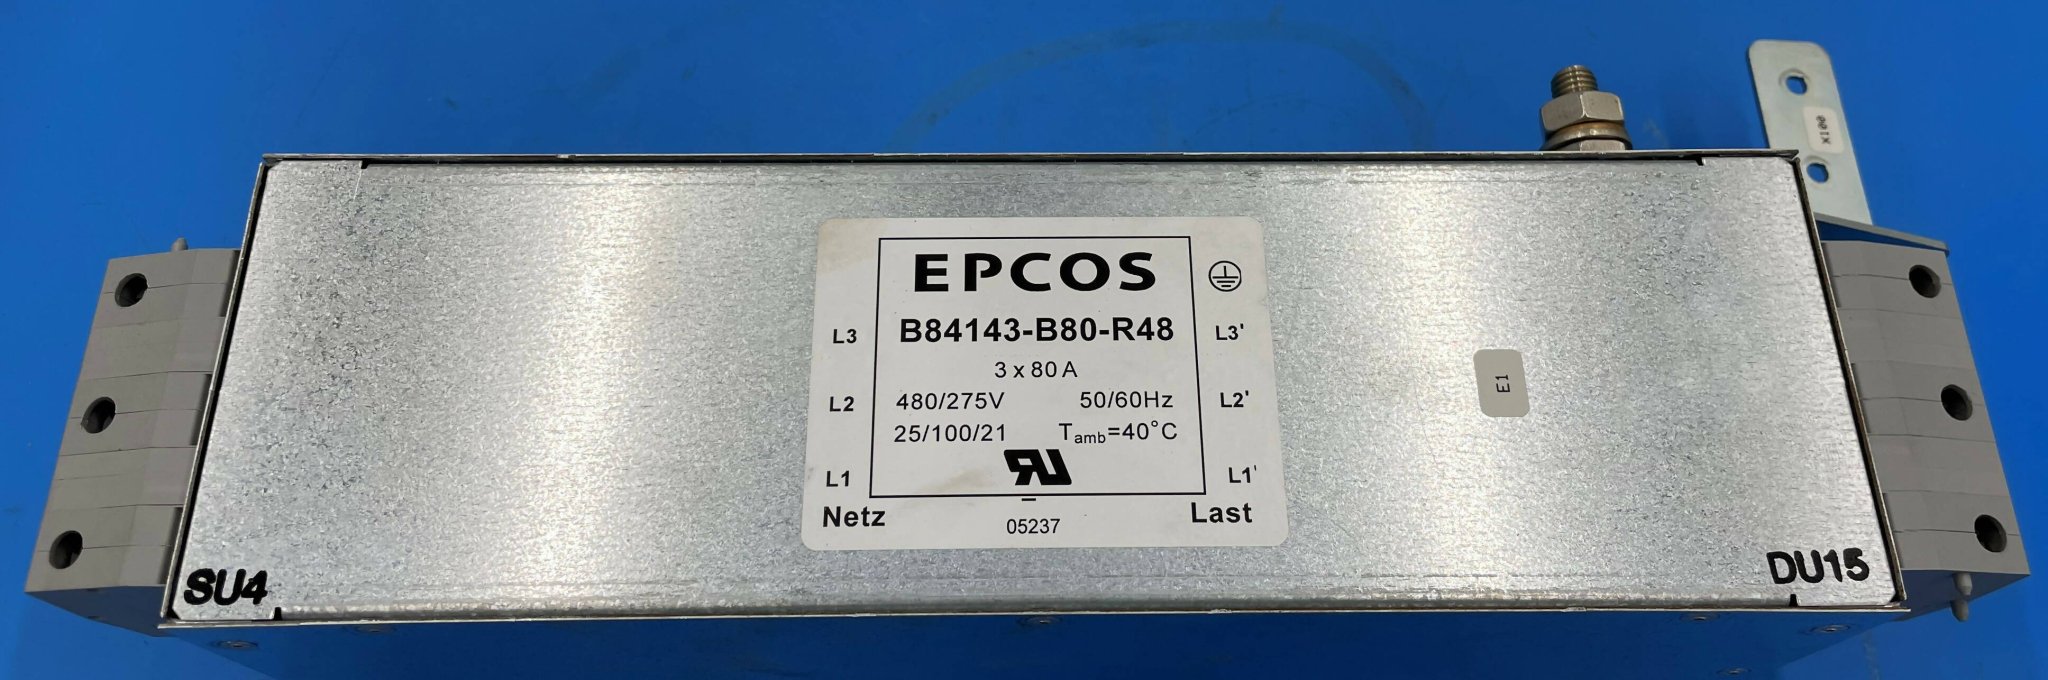 X100
EPCOS
B84143-B80-R48
3 x 80 A
480/275V 50/60Hz
25/100/21 Tamb=40°C
RU
L3 L3'
L2 L2'
L1 L1'
Netz Last
05237
E1
SU4
DU15